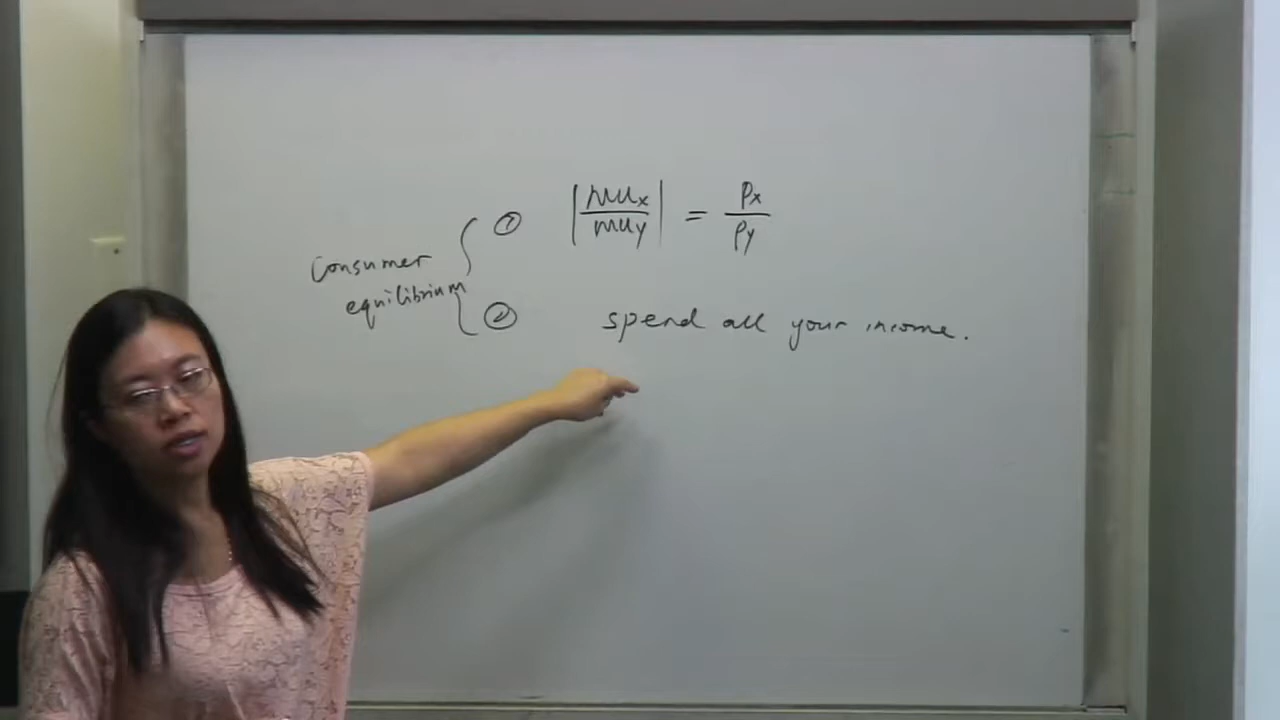 ① |MUx/MUy| = Px/Py
consumer
equilibrium
② spend all your income.